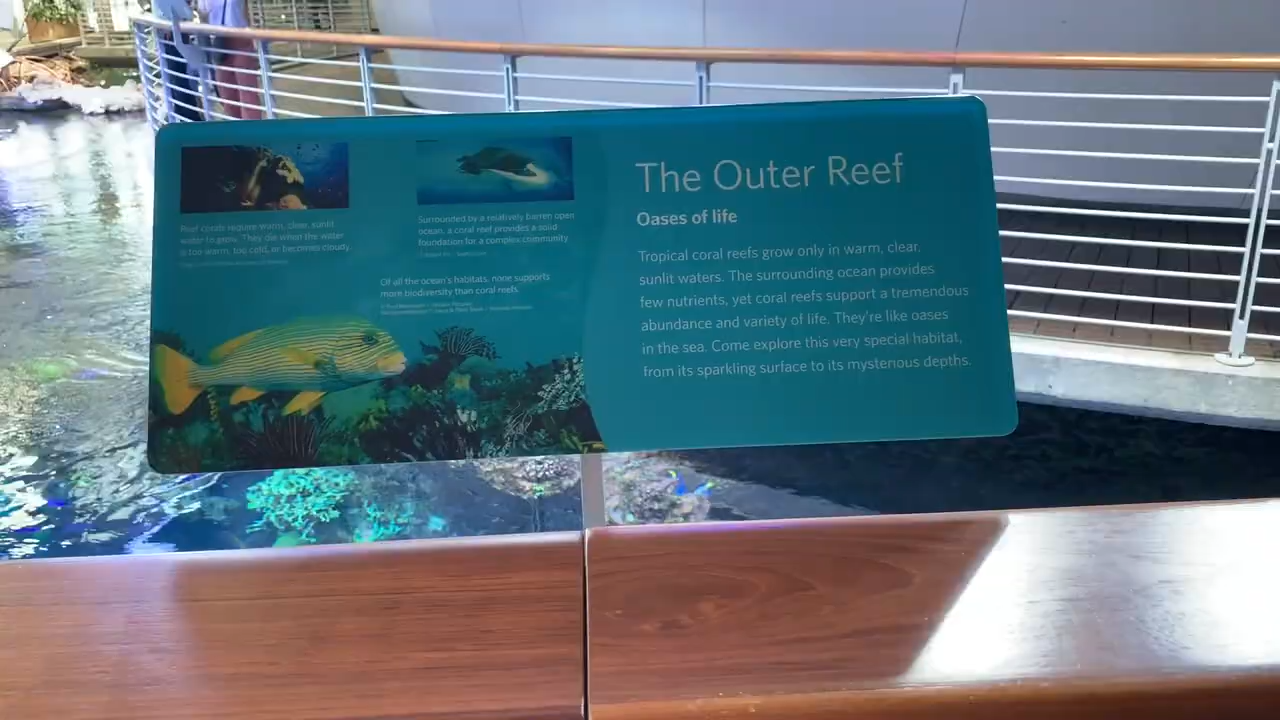 Reef corals require warm, clear, sunlit
water to grow. They die when the water
is too warm, too cold, or becomes cloudy.
Surrounded by a relatively barren open
ocean, a coral reef provides a solid
foundation for a complex community.
Of all the ocean's habitats, none supports
more biodiversity than coral reefs.
The Outer Reef
Oases of life
Tropical coral reefs grow only in warm, clear,
sunlit waters. The surrounding ocean provides
few nutrients, yet coral reefs support a tremendous
abundance and variety of life. They're like oases
in the sea. Come explore this very special habitat,
from its sparkling surface to its mysterious depths.